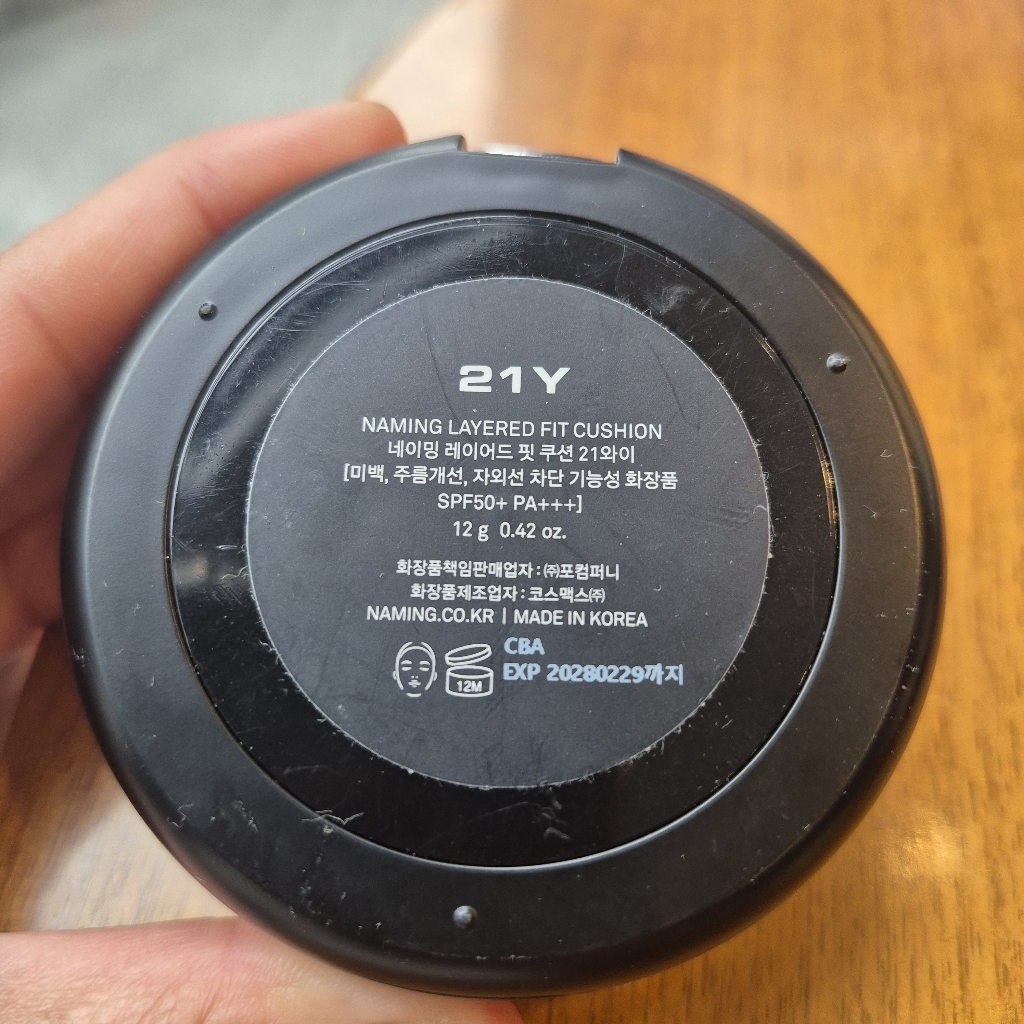 21Y
NAMING LAYERED FIT CUSHION
네이밍 레이어드 핏 쿠션 21와이
[미백, 주름개선, 자외선 차단 기능성 화장품
SPF50+ PA+++]
12 g 0.42 oz.
화장품책임판매업자 : ㈜포컴퍼니
화장품제조업자 : 코스맥스㈜
NAMING.CO.KR | MADE IN KOREA
CBA
12M EXP 20280229까지